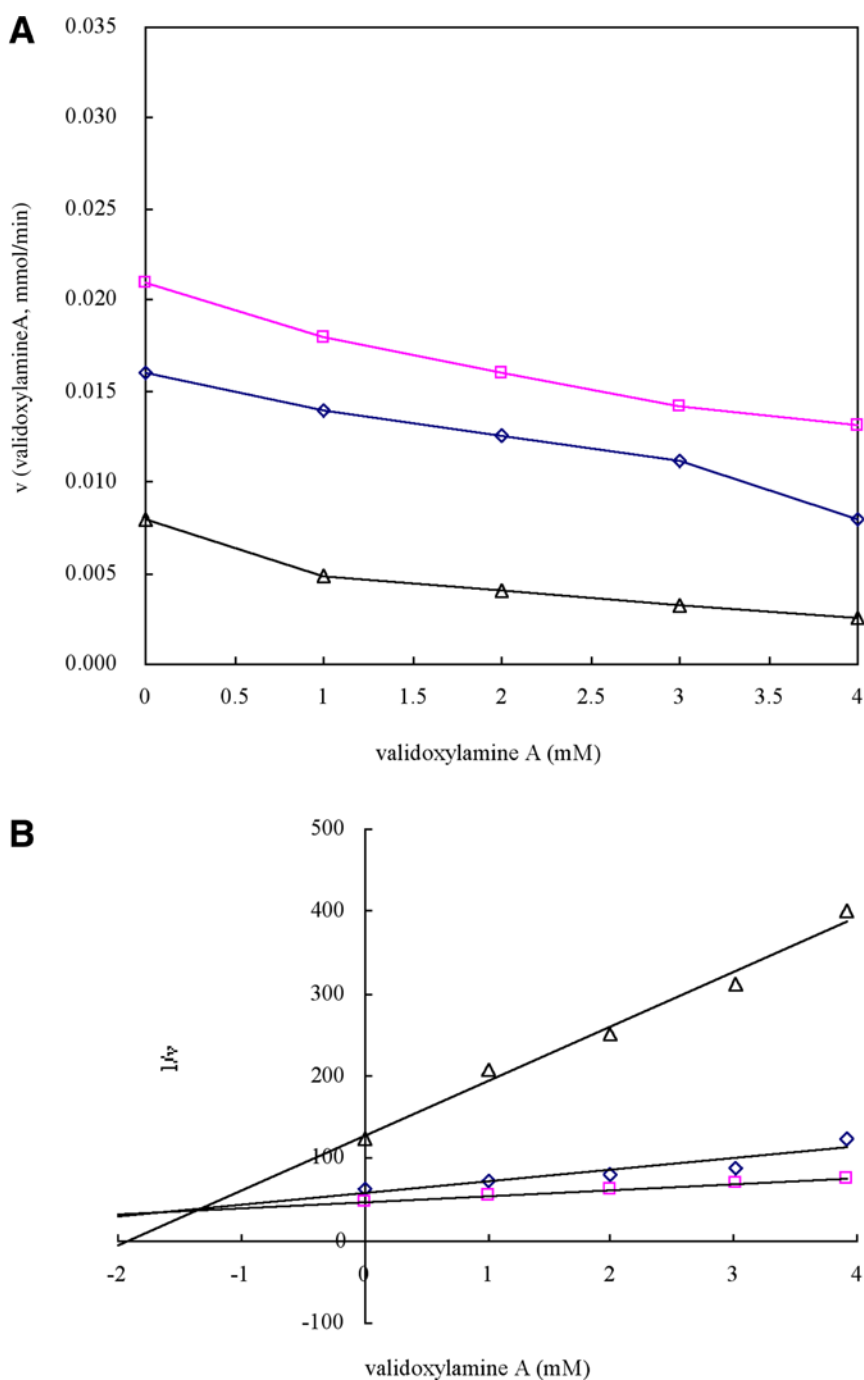 A
0.035
0.030
0.025
0.020
0.015
0.010
0.005
0.000
v (validoxylamineA, mmol/min)
0 0.5 1 1.5 2 2.5 3 3.5 4
validoxylamine A (mM)
B
500
400
300
200
100
0
-100
1/v
-2 -1 0 1 2 3 4
validoxylamine A (mM)